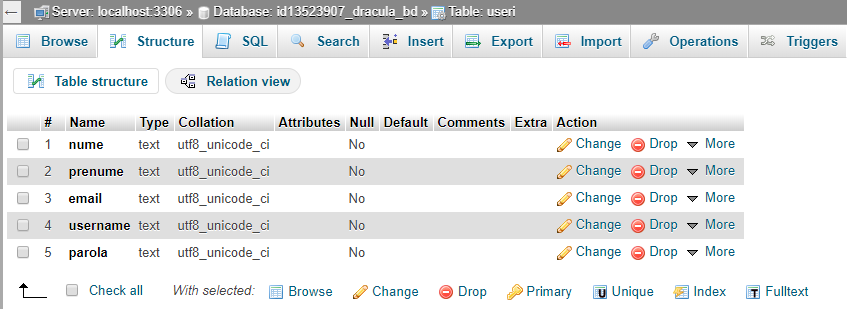 Server: localhost:3306 » Database: id13523907_dracula_bd » Table: useri
Browse Structure SQL Search Insert Export Import Operations Triggers
Table structure Relation view
# Name Type Collation Attributes Null Default Comments Extra Action
1 nume text utf8_unicode_ci No Change Drop More
2 prenume text utf8_unicode_ci No Change Drop More
3 email text utf8_unicode_ci No Change Drop More
4 username text utf8_unicode_ci No Change Drop More
5 parola text utf8_unicode_ci No Change Drop More
Check all With selected: Browse Change Drop Primary Unique Index Fulltext